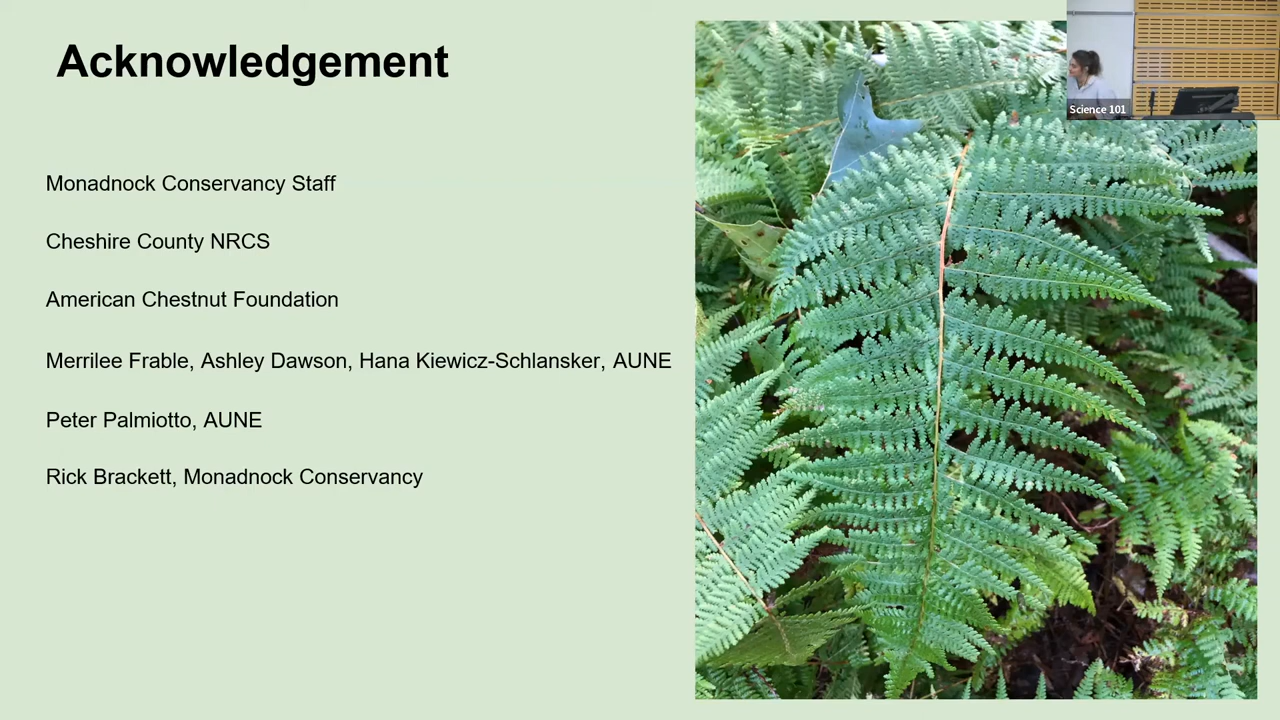 Acknowledgement
Monadnock Conservancy Staff
Cheshire County NRCS
American Chestnut Foundation
Merrilee Frable, Ashley Dawson, Hana Kiewicz-Schlansker, AUNE
Peter Palmiotto, AUNE
Rick Brackett, Monadnock Conservancy
Science 101